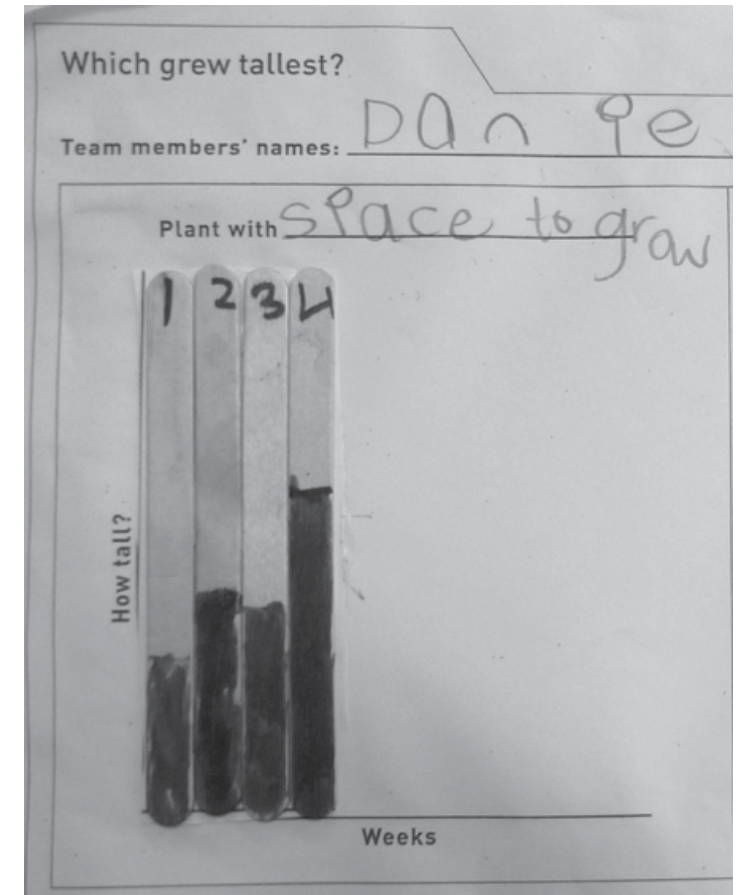 Which grew tallest?
Team members' names: Dan ge
Plant with space to grow
1 2 3 4
How tall?
Weeks